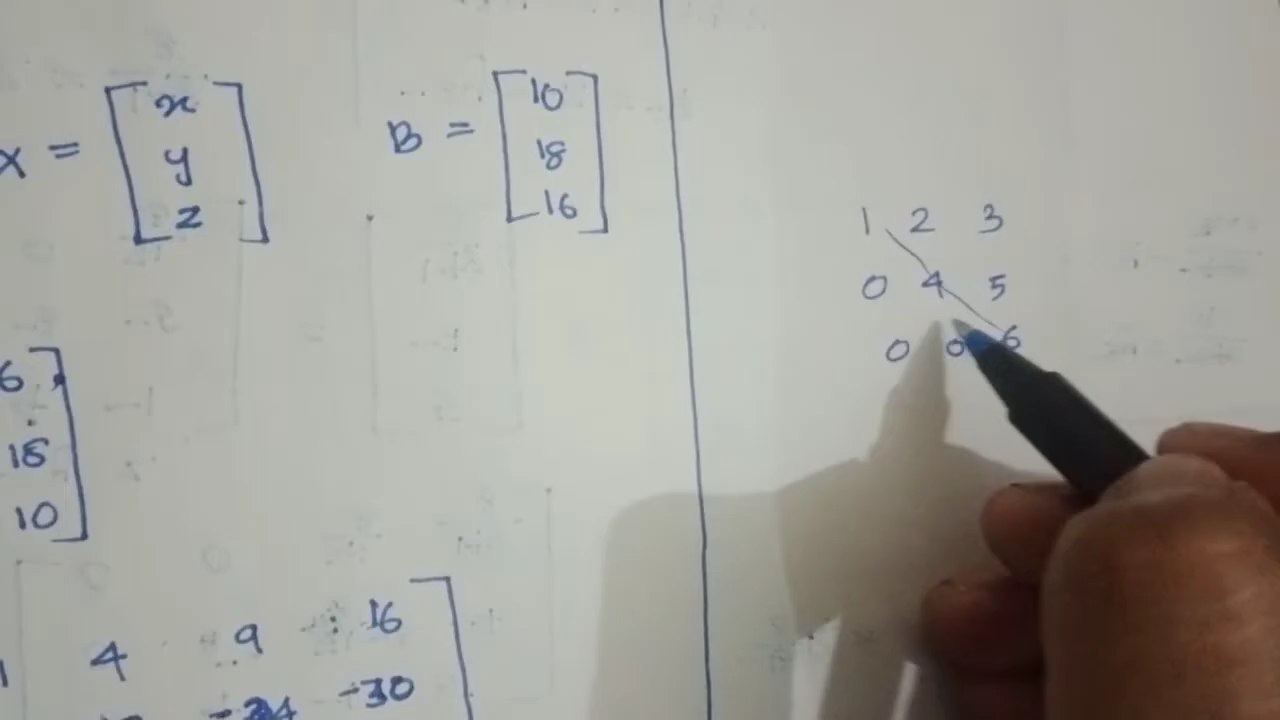 X = [x y z] B = [10 18 16]
1 2 3
0 4 5
0 0 6
6
18
10
4 9 : 16
-30